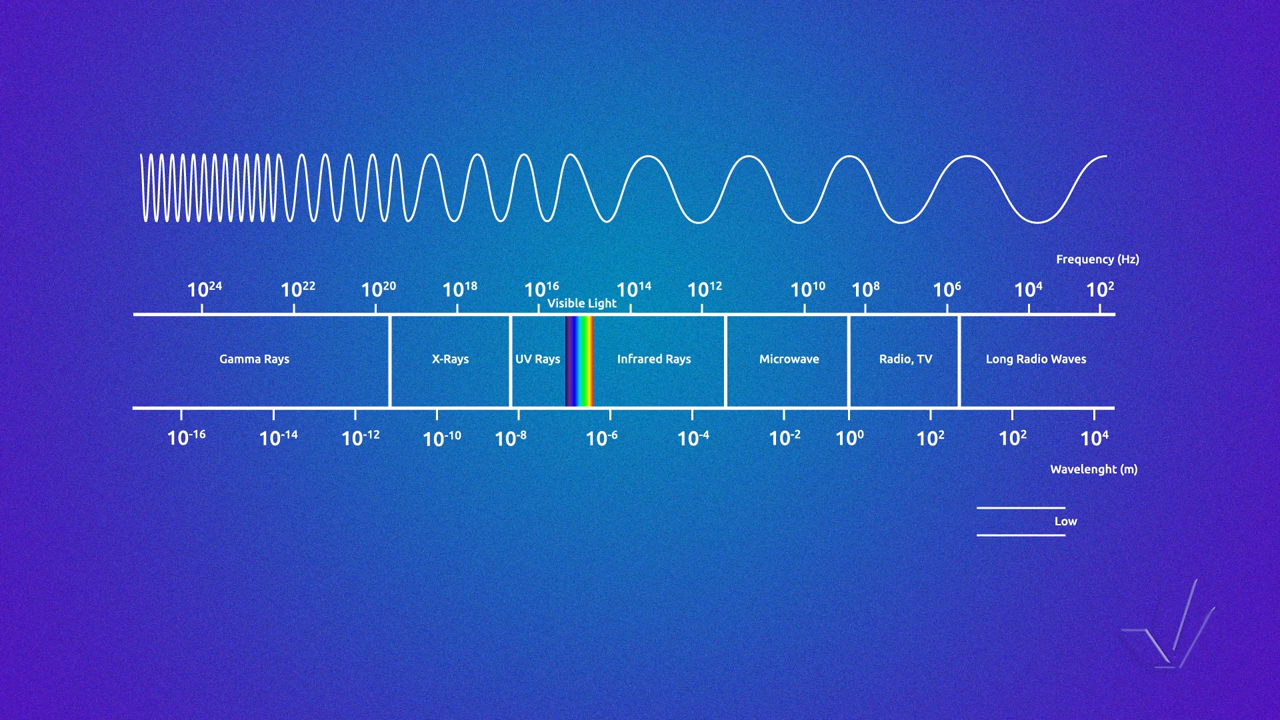 Frequency (Hz)
10²⁴ 10²² 10²⁰ 10¹⁸ 10¹⁶ 10¹⁴ 10¹² 10¹⁰ 10⁸ 10⁶ 10⁴ 10²
Visible Light
Gamma Rays X-Rays UV Rays Infrared Rays Microwave Radio, TV Long Radio Waves
10⁻¹⁶ 10⁻¹⁴ 10⁻¹² 10⁻¹⁰ 10⁻⁸ 10⁻⁶ 10⁻⁴ 10⁻² 10⁰ 10² 10² 10⁴
Wavelenght (m)
Low